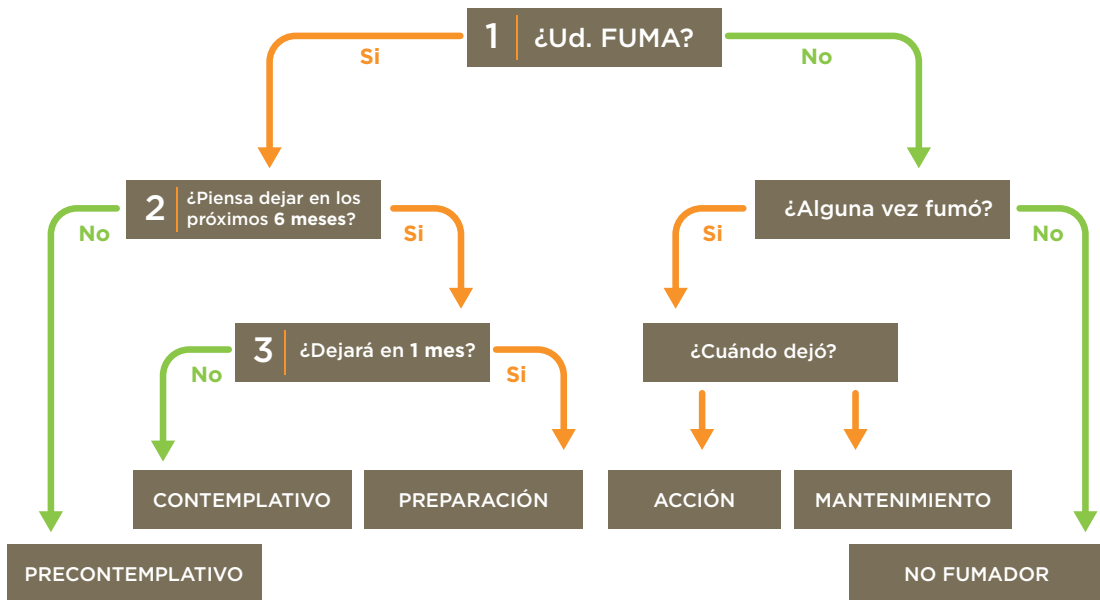 1 ¿Ud. FUMA?
Si
No
2 ¿Piensa dejar en los
próximos 6 meses?
¿Alguna vez fumó?
No
Si
Si
No
3 ¿Dejará en 1 mes?
¿Cuándo dejó?
No
Si
CONTEMPLATIVO
PREPARACIÓN
ACCIÓN
MANTENIMIENTO
PRECONTEMPLATIVO
NO FUMADOR